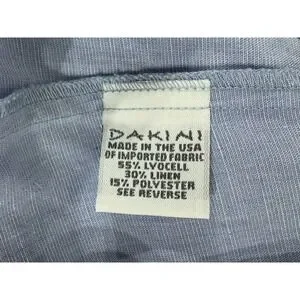 DAKINI
MADE IN THE USA
OF IMPORTED FABRIC
55% LYOCELL
30% LINEN
15% POLYESTER
SEE REVERSE